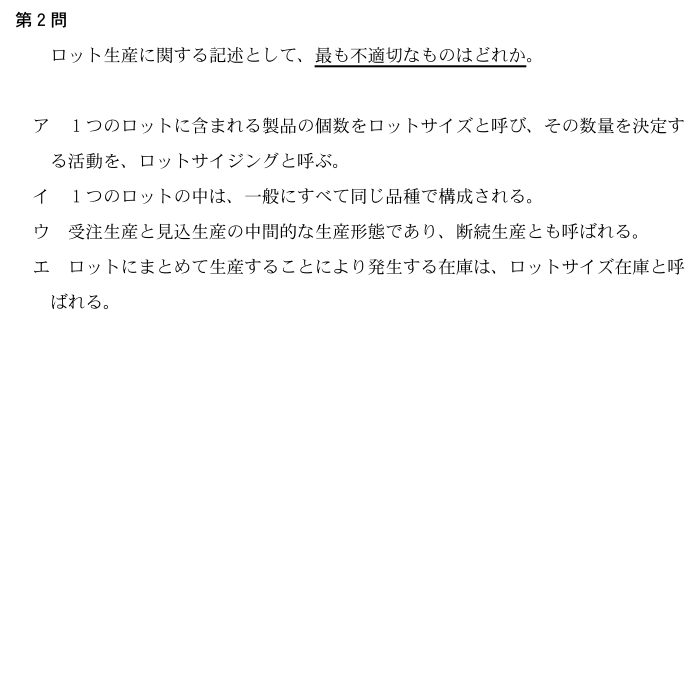 第2問
ロット生産に関する記述として、最も不適切なものはどれか。
ア　1つのロットに含まれる製品の個数をロットサイズと呼び、その数量を決定す
る活動を、ロットサイジングと呼ぶ。
イ　1つのロットの中は、一般にすべて同じ品種で構成される。
ウ　受注生産と見込生産の中間的な生産形態であり、断続生産とも呼ばれる。
エ　ロットにまとめて生産することにより発生する在庫は、ロットサイズ在庫と呼
ばれる。